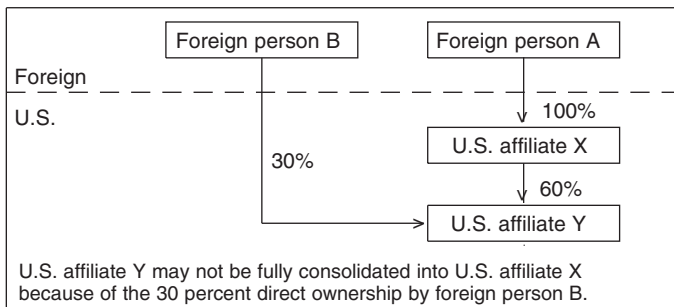 Foreign person B
Foreign person A
Foreign
U.S.
100%
U.S. affiliate X
30%
60%
U.S. affiliate Y
U.S. affiliate Y may not be fully consolidated into U.S. affiliate X
because of the 30 percent direct ownership by foreign person B.